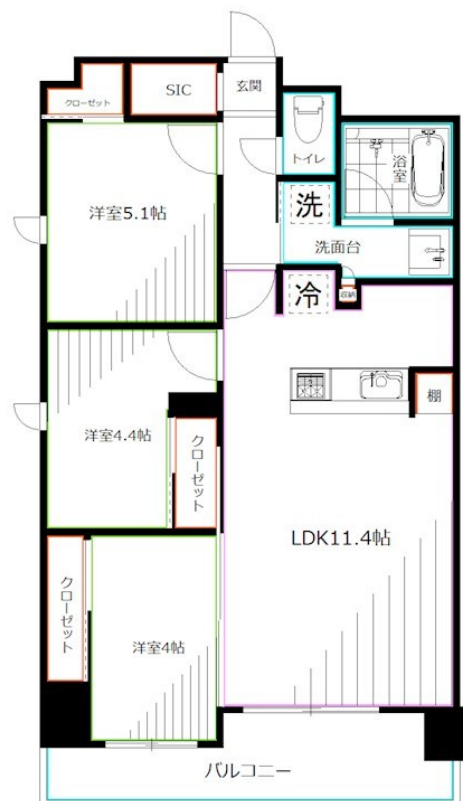 クローゼット
SIC
玄関
トイレ
浴室
洋室5.1帖
洗
洗面台
冷
収納
洋室4.4帖
クローゼット
棚
LDK11.4帖
クローゼット
洋室4帖
バルコニー